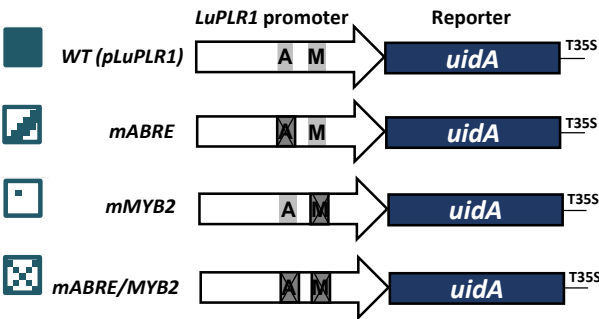 LuPLR1 promoter Reporter
WT (pLuPLR1) A M uidA T35S
mABRE A M uidA T35S
mMYB2 A M uidA T35S
mABRE/MYB2 A M uidA T35S